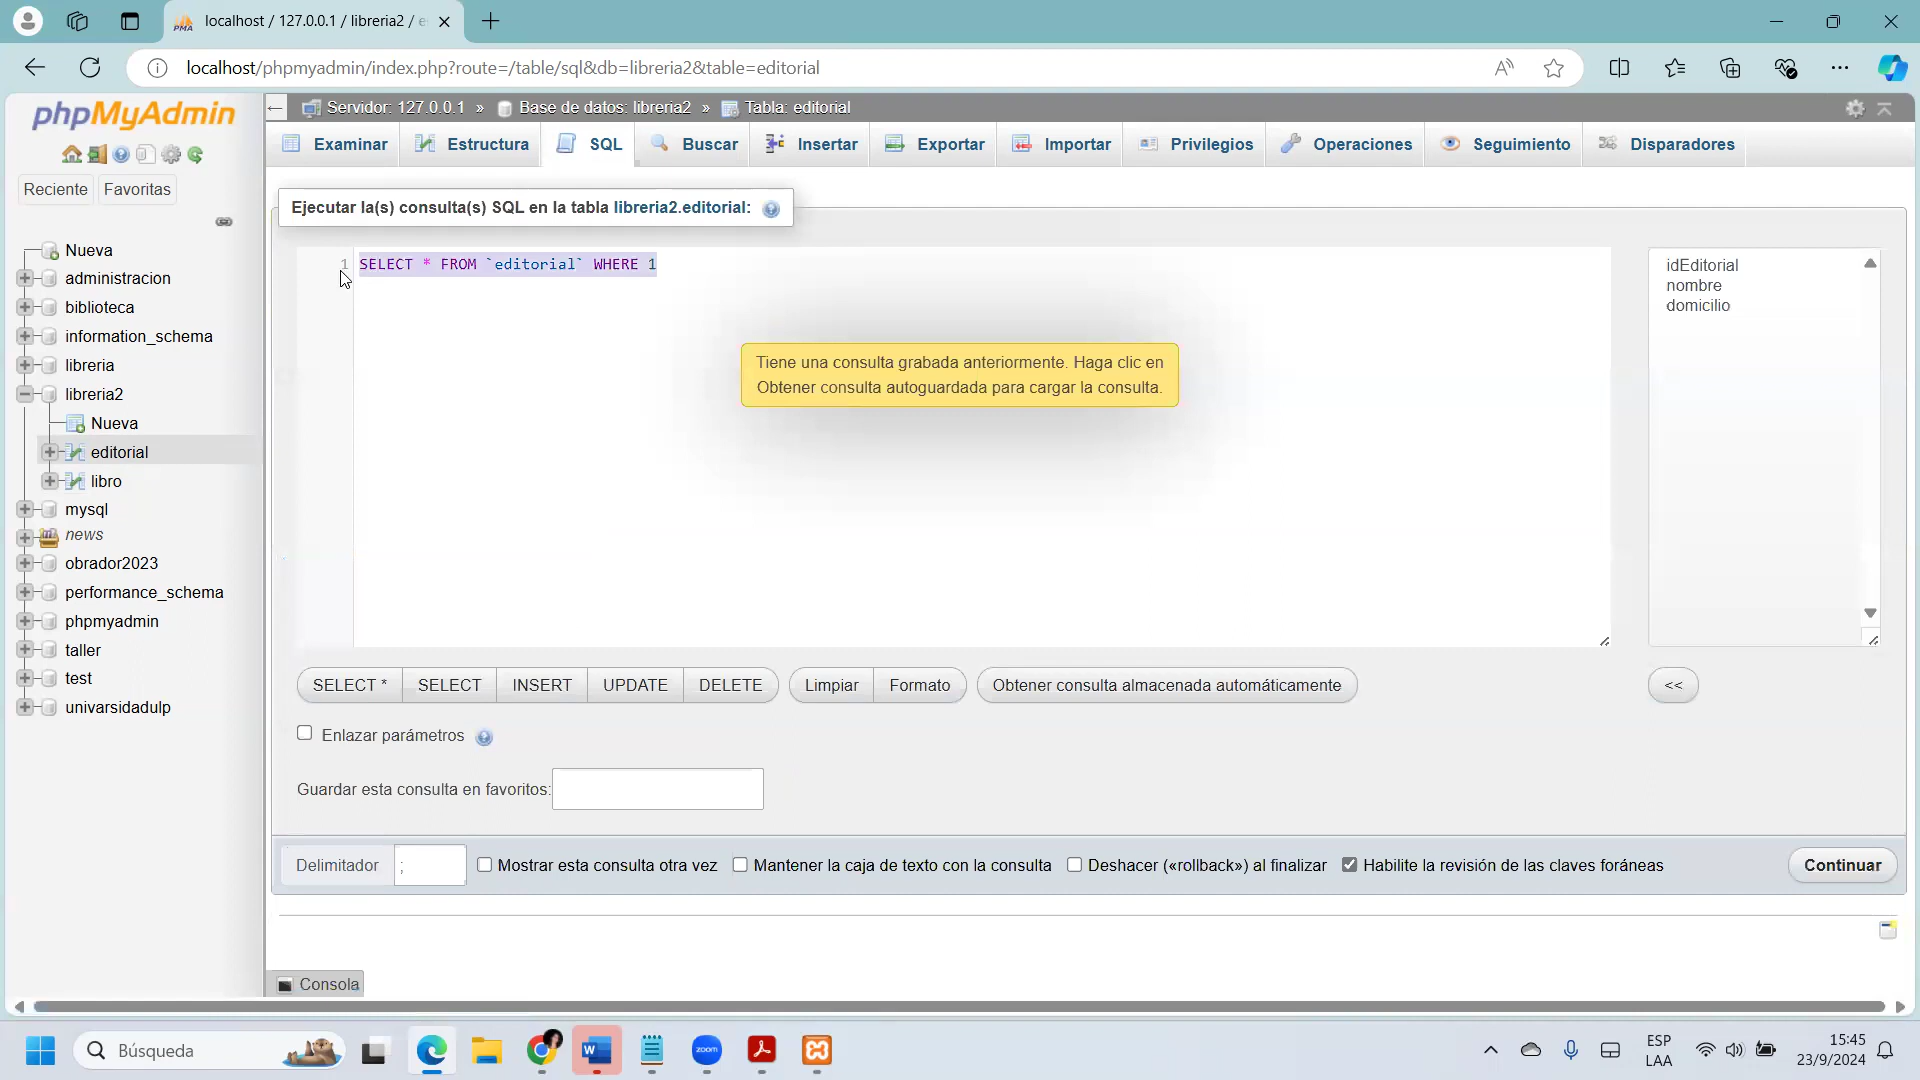 localhost / 127.0.0.1 / libreria2 / e
localhost/phpmyadmin/index.php?route=/table/sql&db=libreria2&table=editorial
phpMyAdmin
Reciente
Favoritas
Nueva
administracion
biblioteca
information_schema
libreria
libreria2
Nueva
editorial
libro
mysql
news
obrador2023
performance_schema
phpmyadmin
taller
test
univarsidadulp
Servidor: 127.0.0.1 » Base de datos: libreria2 » Tabla: editorial
Examinar Estructura SQL Buscar Insertar Exportar Importar Privilegios Operaciones Seguimiento Disparadores
Ejecutar la(s) consulta(s) SQL en la tabla libreria2.editorial:
1 SELECT * FROM `editorial` WHERE 1
Tiene una consulta grabada anteriormente. Haga clic en
Obtener consulta autoguardada para cargar la consulta.
idEditorial
nombre
domicilio
SELECT * SELECT INSERT UPDATE DELETE Limpiar Formato Obtener consulta almacenada automáticamente <<
Enlazar parámetros
Guardar esta consulta en favoritos:
Delimitador ; Mostrar esta consulta otra vez Mantener la caja de texto con la consulta Deshacer («rollback») al finalizar Habilite la revisión de las claves foráneas Continuar
Consola
Búsqueda
zoom
ESP
LAA
15:45
23/9/2024